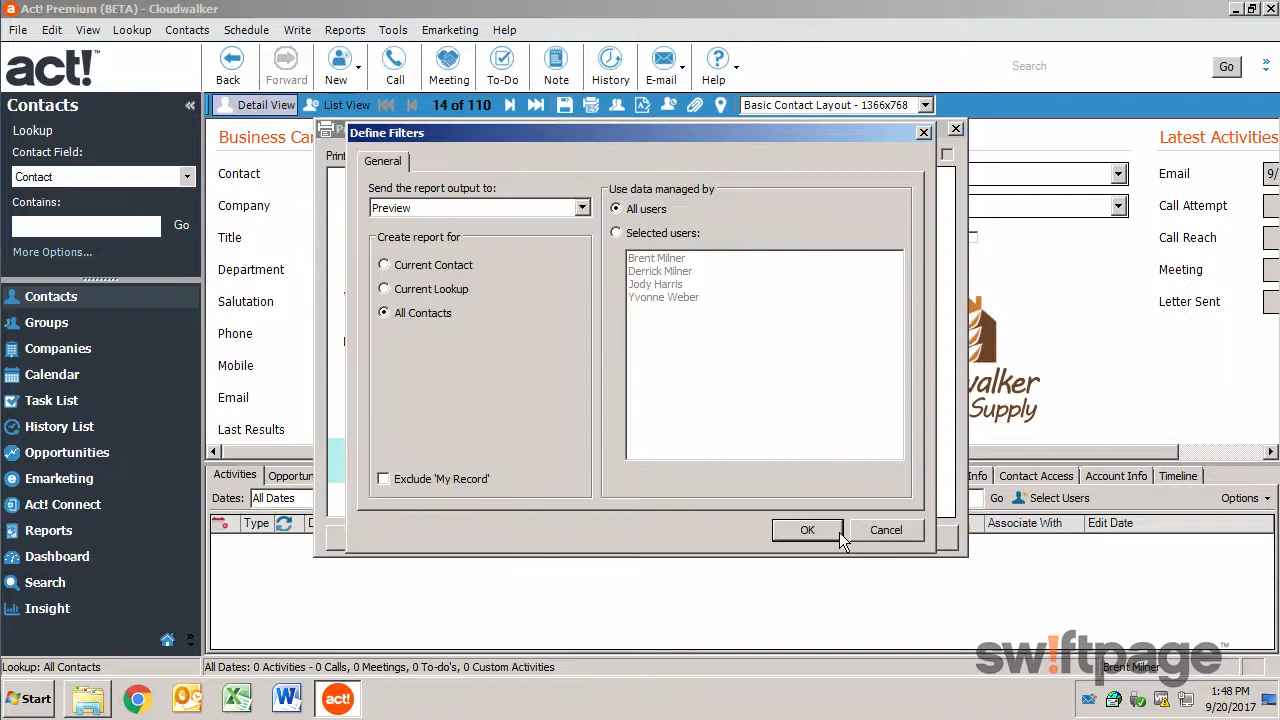 Act! Premium (BETA) - Cloudwalker
File Edit View Lookup Contacts Schedule Write Reports Tools Emarketing Help
act!™
Back Forward New Call Meeting To-Do Note History E-mail Help
Search Go
Contacts
Detail View List View 14 of 110 Basic Contact Layout - 1366x768
Lookup
Contact Field:
Contact
Contains:
Go
More Options...
Contacts
Groups
Companies
Calendar
Task List
History List
Opportunities
Emarketing
Act! Connect
Reports
Dashboard
Search
Insight
Lookup: All Contacts
Business Ca
Contact
Company
Title
Department
Salutation
Phone
Mobile
Email
Last Results
Print
Define Filters
General
Send the report output to:
Preview
Create report for
Current Contact
Current Lookup
All Contacts
Exclude 'My Record'
Use data managed by
All users
Selected users:
Brent Milner
Derrick Milner
Jody Harris
Yvonne Weber
OK Cancel
Latest Activities
Email 9/
Call Attempt
Call Reach
Meeting
Letter Sent
walker
Supply
Activities Opportun Info Contact Access Account Info Timeline
Dates: All Dates Go Select Users Options
Type D Associate With Edit Date
All Dates: 0 Activities - 0 Calls, 0 Meetings, 0 To-do's, 0 Custom Activities
Brent Milner
sw!ftpage
Start
act!
1:48 PM
9/20/2017